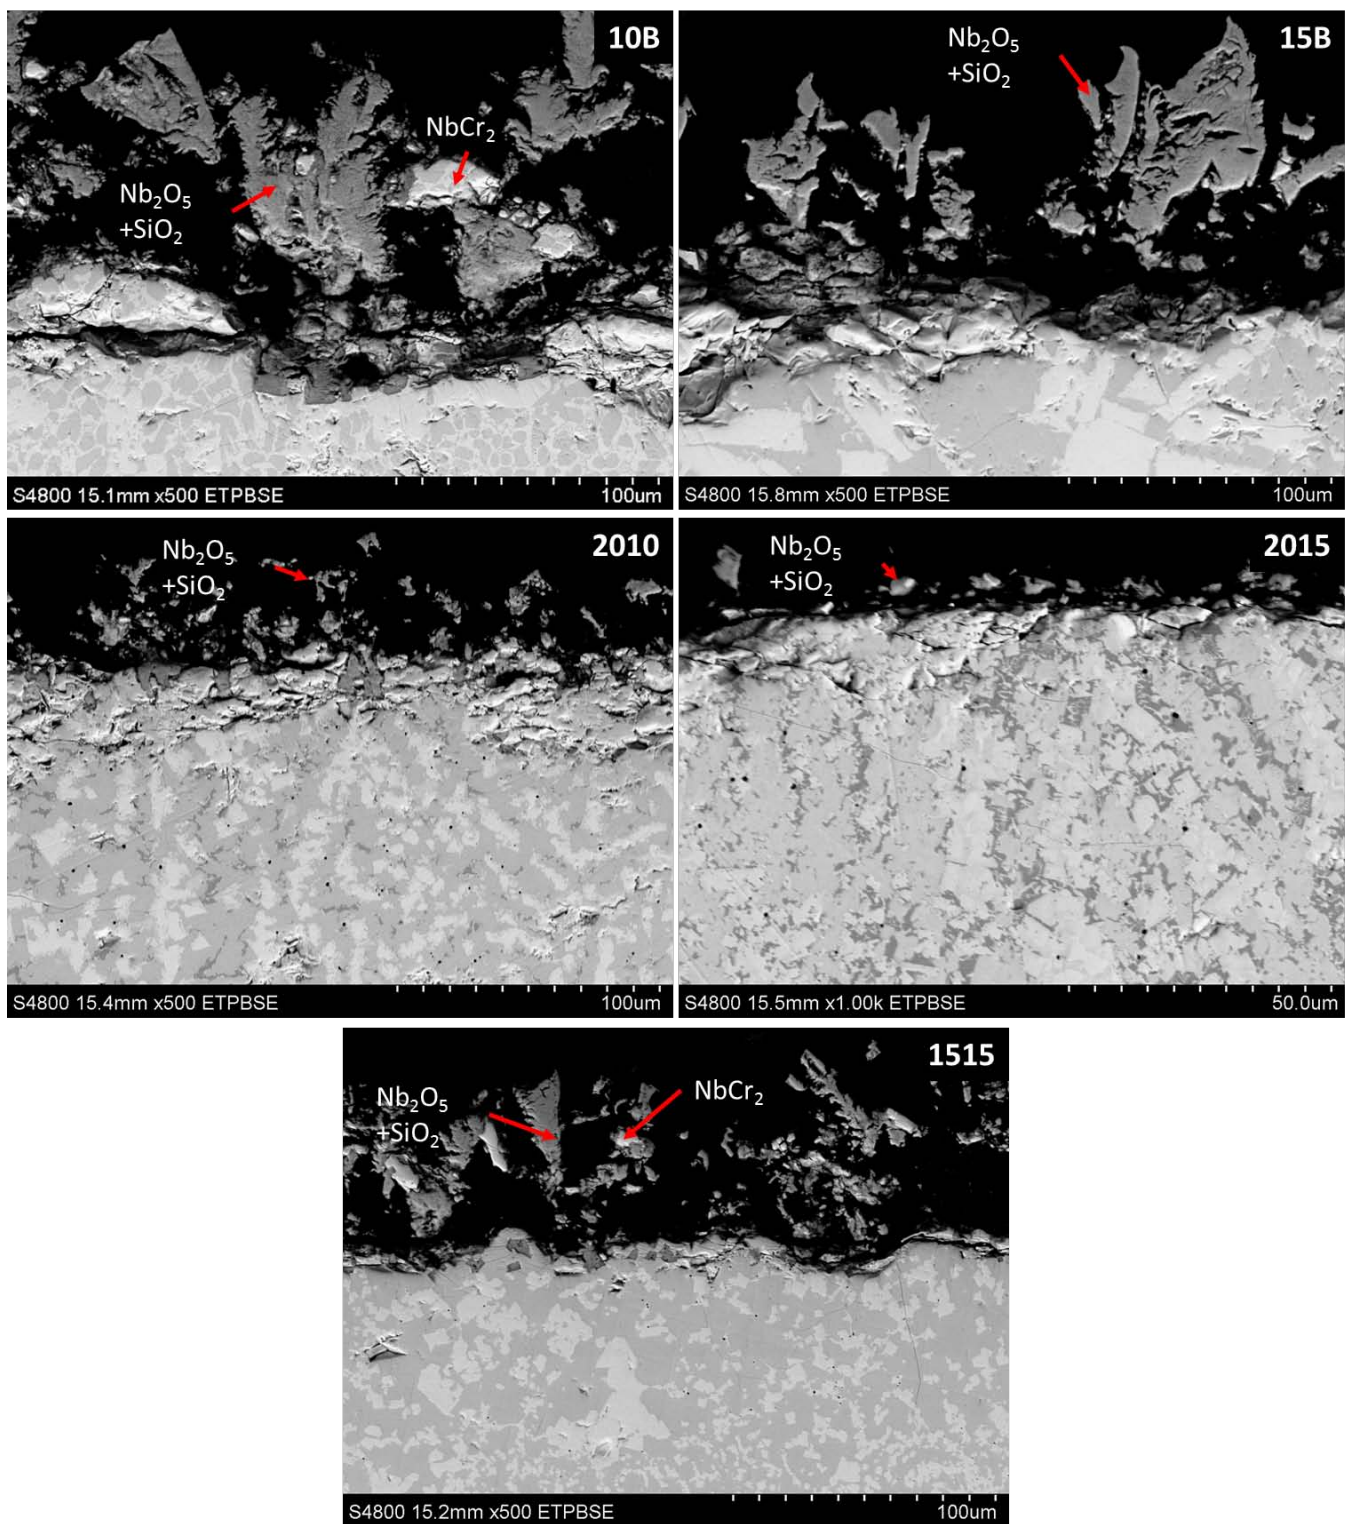 10B
NbCr₂
Nb₂O₅
+SiO₂
S4800 15.1mm x500 ETPBSE 100um
15B
Nb₂O₅
+SiO₂
S4800 15.8mm x500 ETPBSE 100um
2010
Nb₂O₅
+SiO₂
S4800 15.4mm x500 ETPBSE 100um
2015
Nb₂O₅
+SiO₂
S4800 15.5mm x1.00k ETPBSE 50.0um
1515
Nb₂O₅
+SiO₂
NbCr₂
S4800 15.2mm x500 ETPBSE 100um